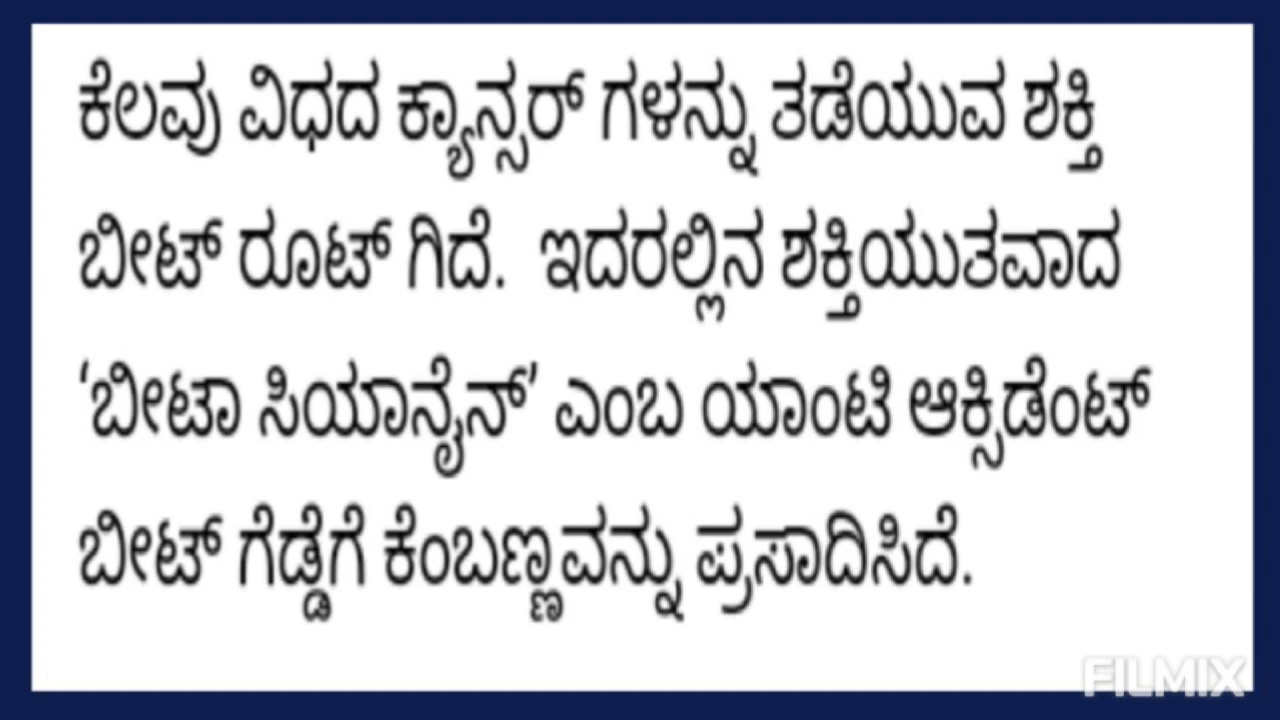 ಕೆಲವು ವಿಧದ ಕ್ಯಾನ್ಸರ್ ಗಳನ್ನು ತಡೆಯುವ ಶಕ್ತಿ
ಬೀಟ್ ರೂಟ್ ಗಿದೆ. ಇದರಲ್ಲಿನ ಶಕ್ತಿಯುತವಾದ
‘ಬೀಟಾ ಸಿಯಾನೈನ್’ ಎಂಬ ಯಾಂಟಿ ಆಕ್ಸಿಡೆಂಟ್
ಬೀಟ್ ಗೆಡ್ಡೆಗೆ ಕೆಂಬಣ್ಣವನ್ನು ಪ್ರಸಾದಿಸಿದೆ.
FILMIX